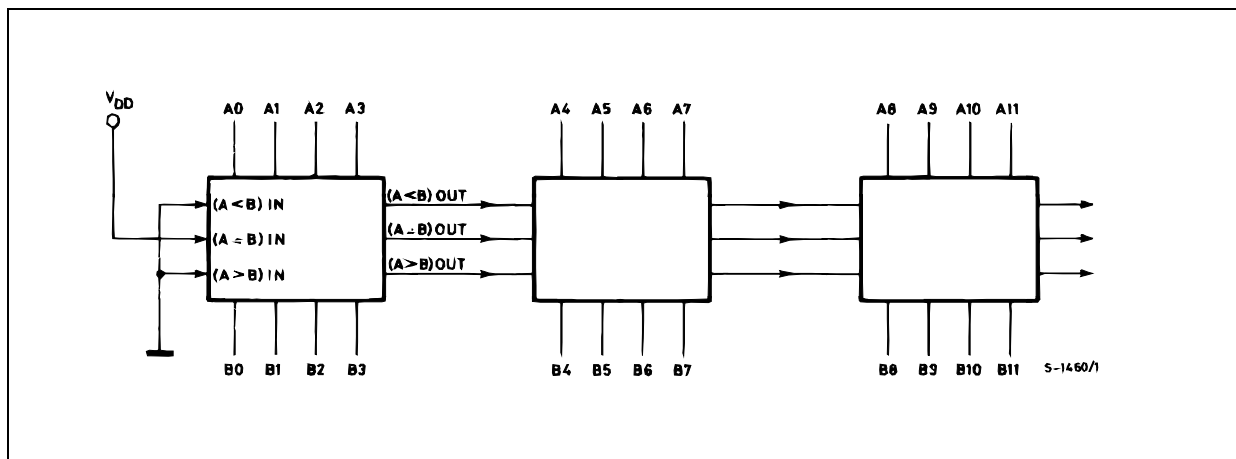 V_DD
A0 A1 A2 A3
A4 A5 A6 A7
A8 A9 A10 A11
(A<B) IN
(A=B) IN
(A>B) IN
(A<B) OUT
(A=B) OUT
(A>B) OUT
B0 B1 B2 B3
B4 B5 B6 B7
B8 B9 B10 B11
S-1460/1